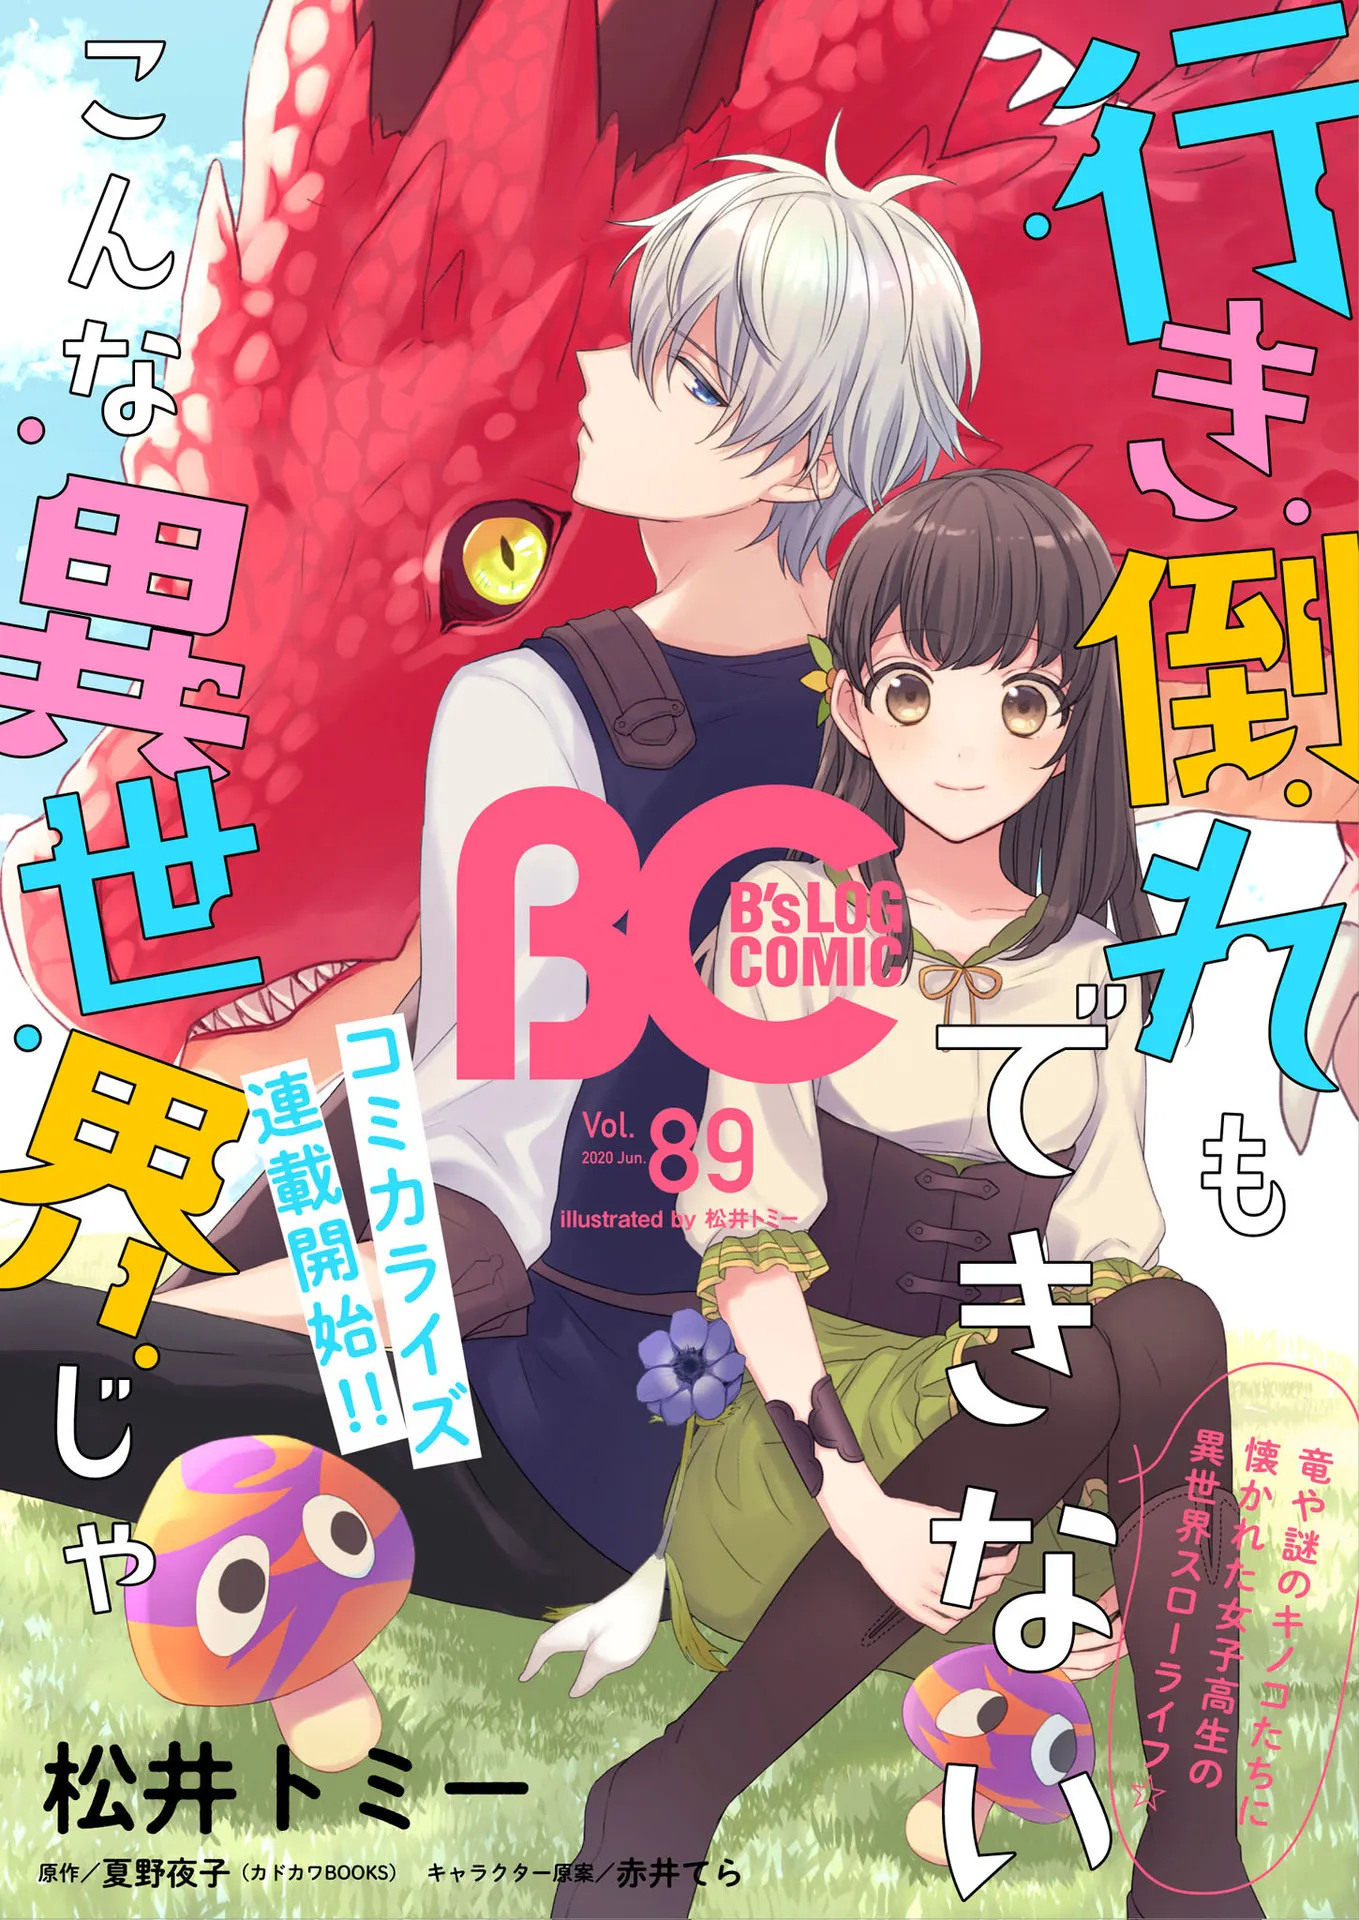 行き倒れも
できない
こんな異世界じゃ
BC
B'sLOG
COMIC
Vol. 89
2020 Jun.
illustrated by 松井トミー
コミカライズ
連載開始!!
竜や謎のキノコたちに
懐かれた女子高生の
異世界スローライフ☆
松井トミー
原作／夏野夜子（カドカワBOOKS） キャラクター原案／赤井てら